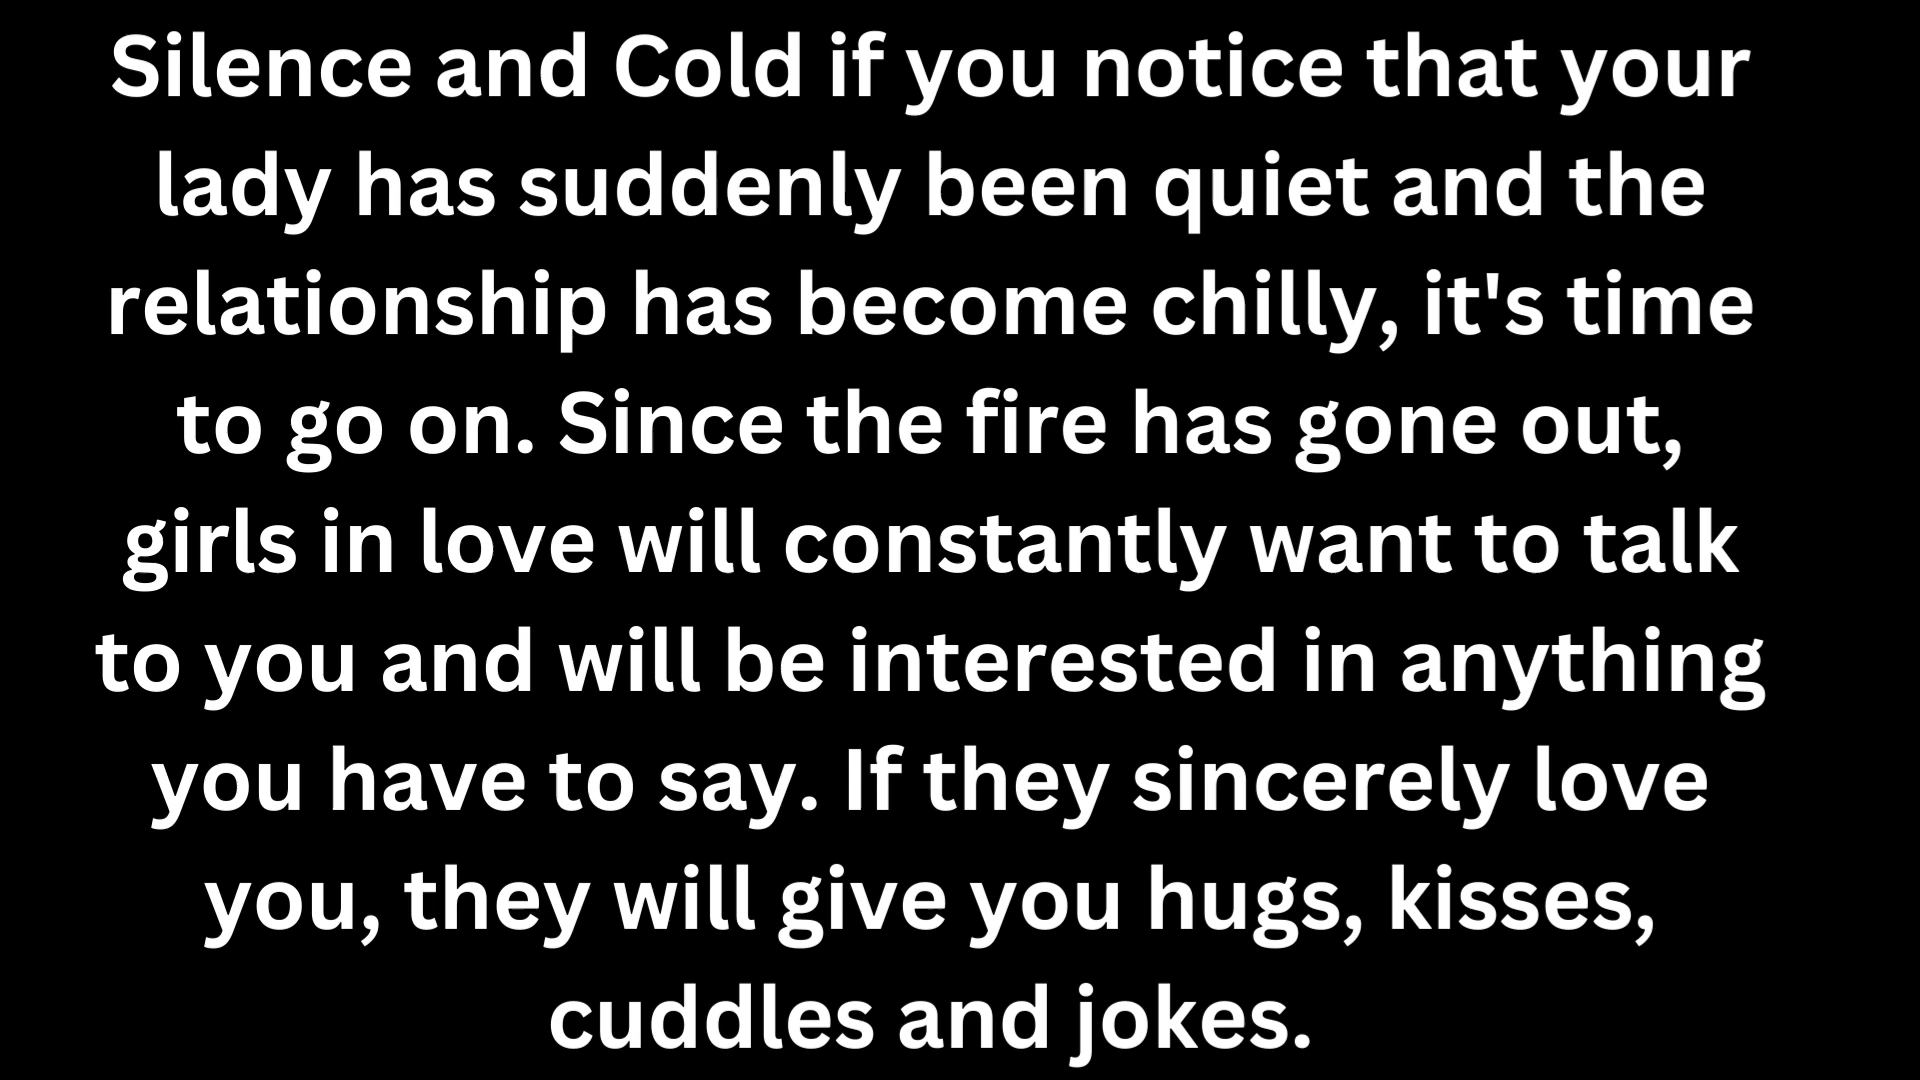 Silence and Cold if you notice that your
lady has suddenly been quiet and the
relationship has become chilly, it's time
to go on. Since the fire has gone out,
girls in love will constantly want to talk
to you and will be interested in anything
you have to say. If they sincerely love
you, they will give you hugs, kisses,
cuddles and jokes.